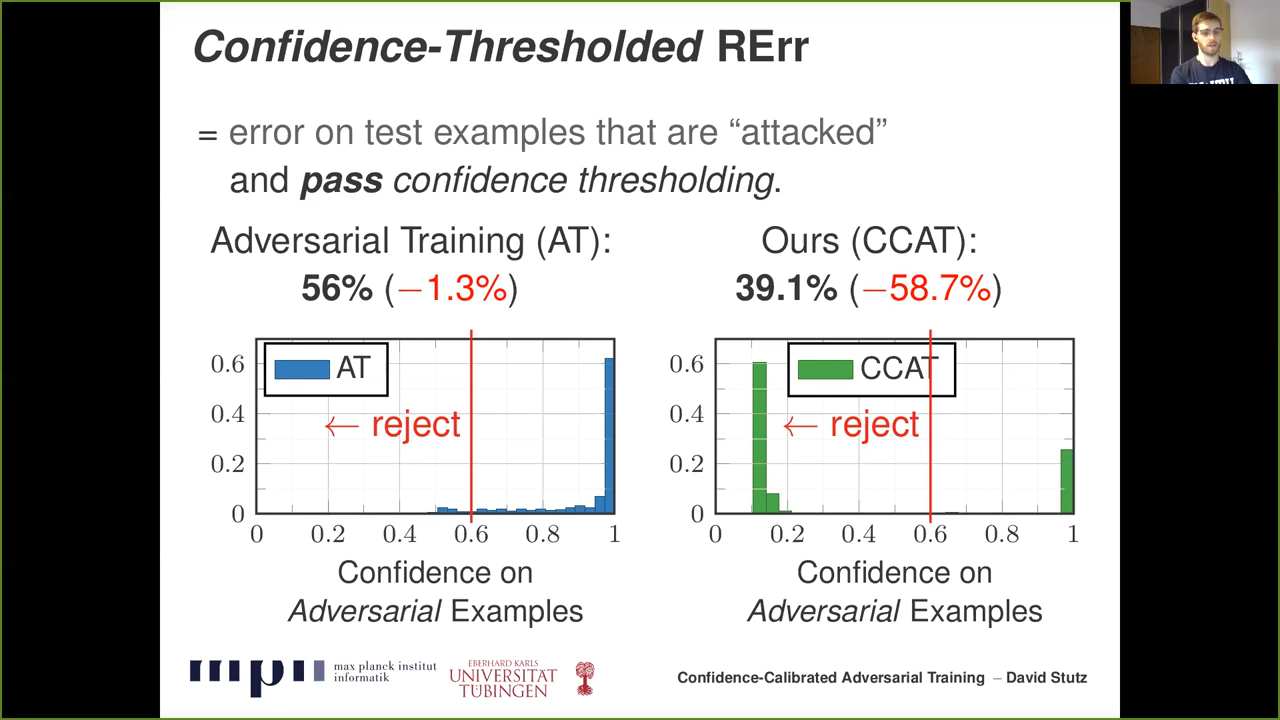 Confidence-Thresholded RErr
= error on test examples that are “attacked”
and pass confidence thresholding.
Adversarial Training (AT):
56% (−1.3%)
0.6
0.4
0.2
0
AT
← reject
0 0.2 0.4 0.6 0.8 1
Confidence on
Adversarial Examples
Ours (CCAT):
39.1% (−58.7%)
0.6
0.4
0.2
0
CCAT
← reject
0 0.2 0.4 0.6 0.8 1
Confidence on
Adversarial Examples
mpii
max planck institut
informatik
EBERHARD KARLS
UNIVERSITÄT
TÜBINGEN
Confidence-Calibrated Adversarial Training – David Stutz